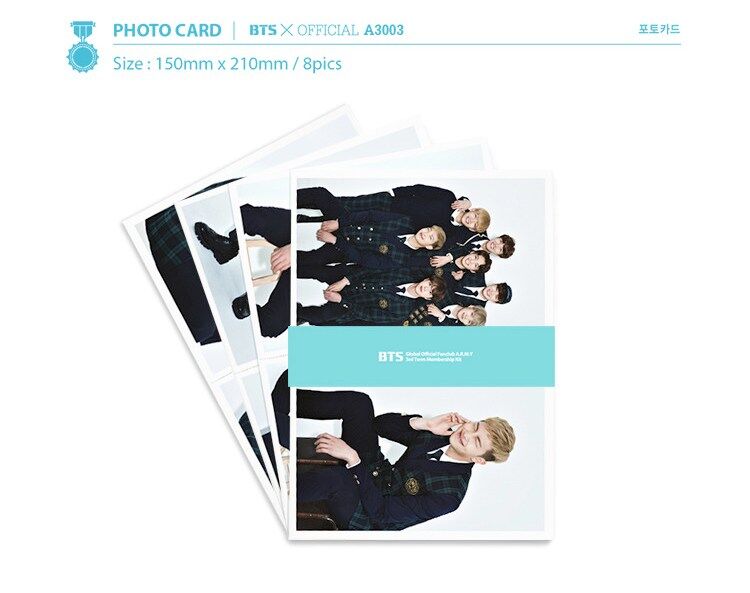 PHOTO CARD | BTS X OFFICIAL A3003
포토카드
Size : 150mm x 210mm / 8pics
BTS Global Official Fanclub A.R.M.Y
3rd Term Membership Kit